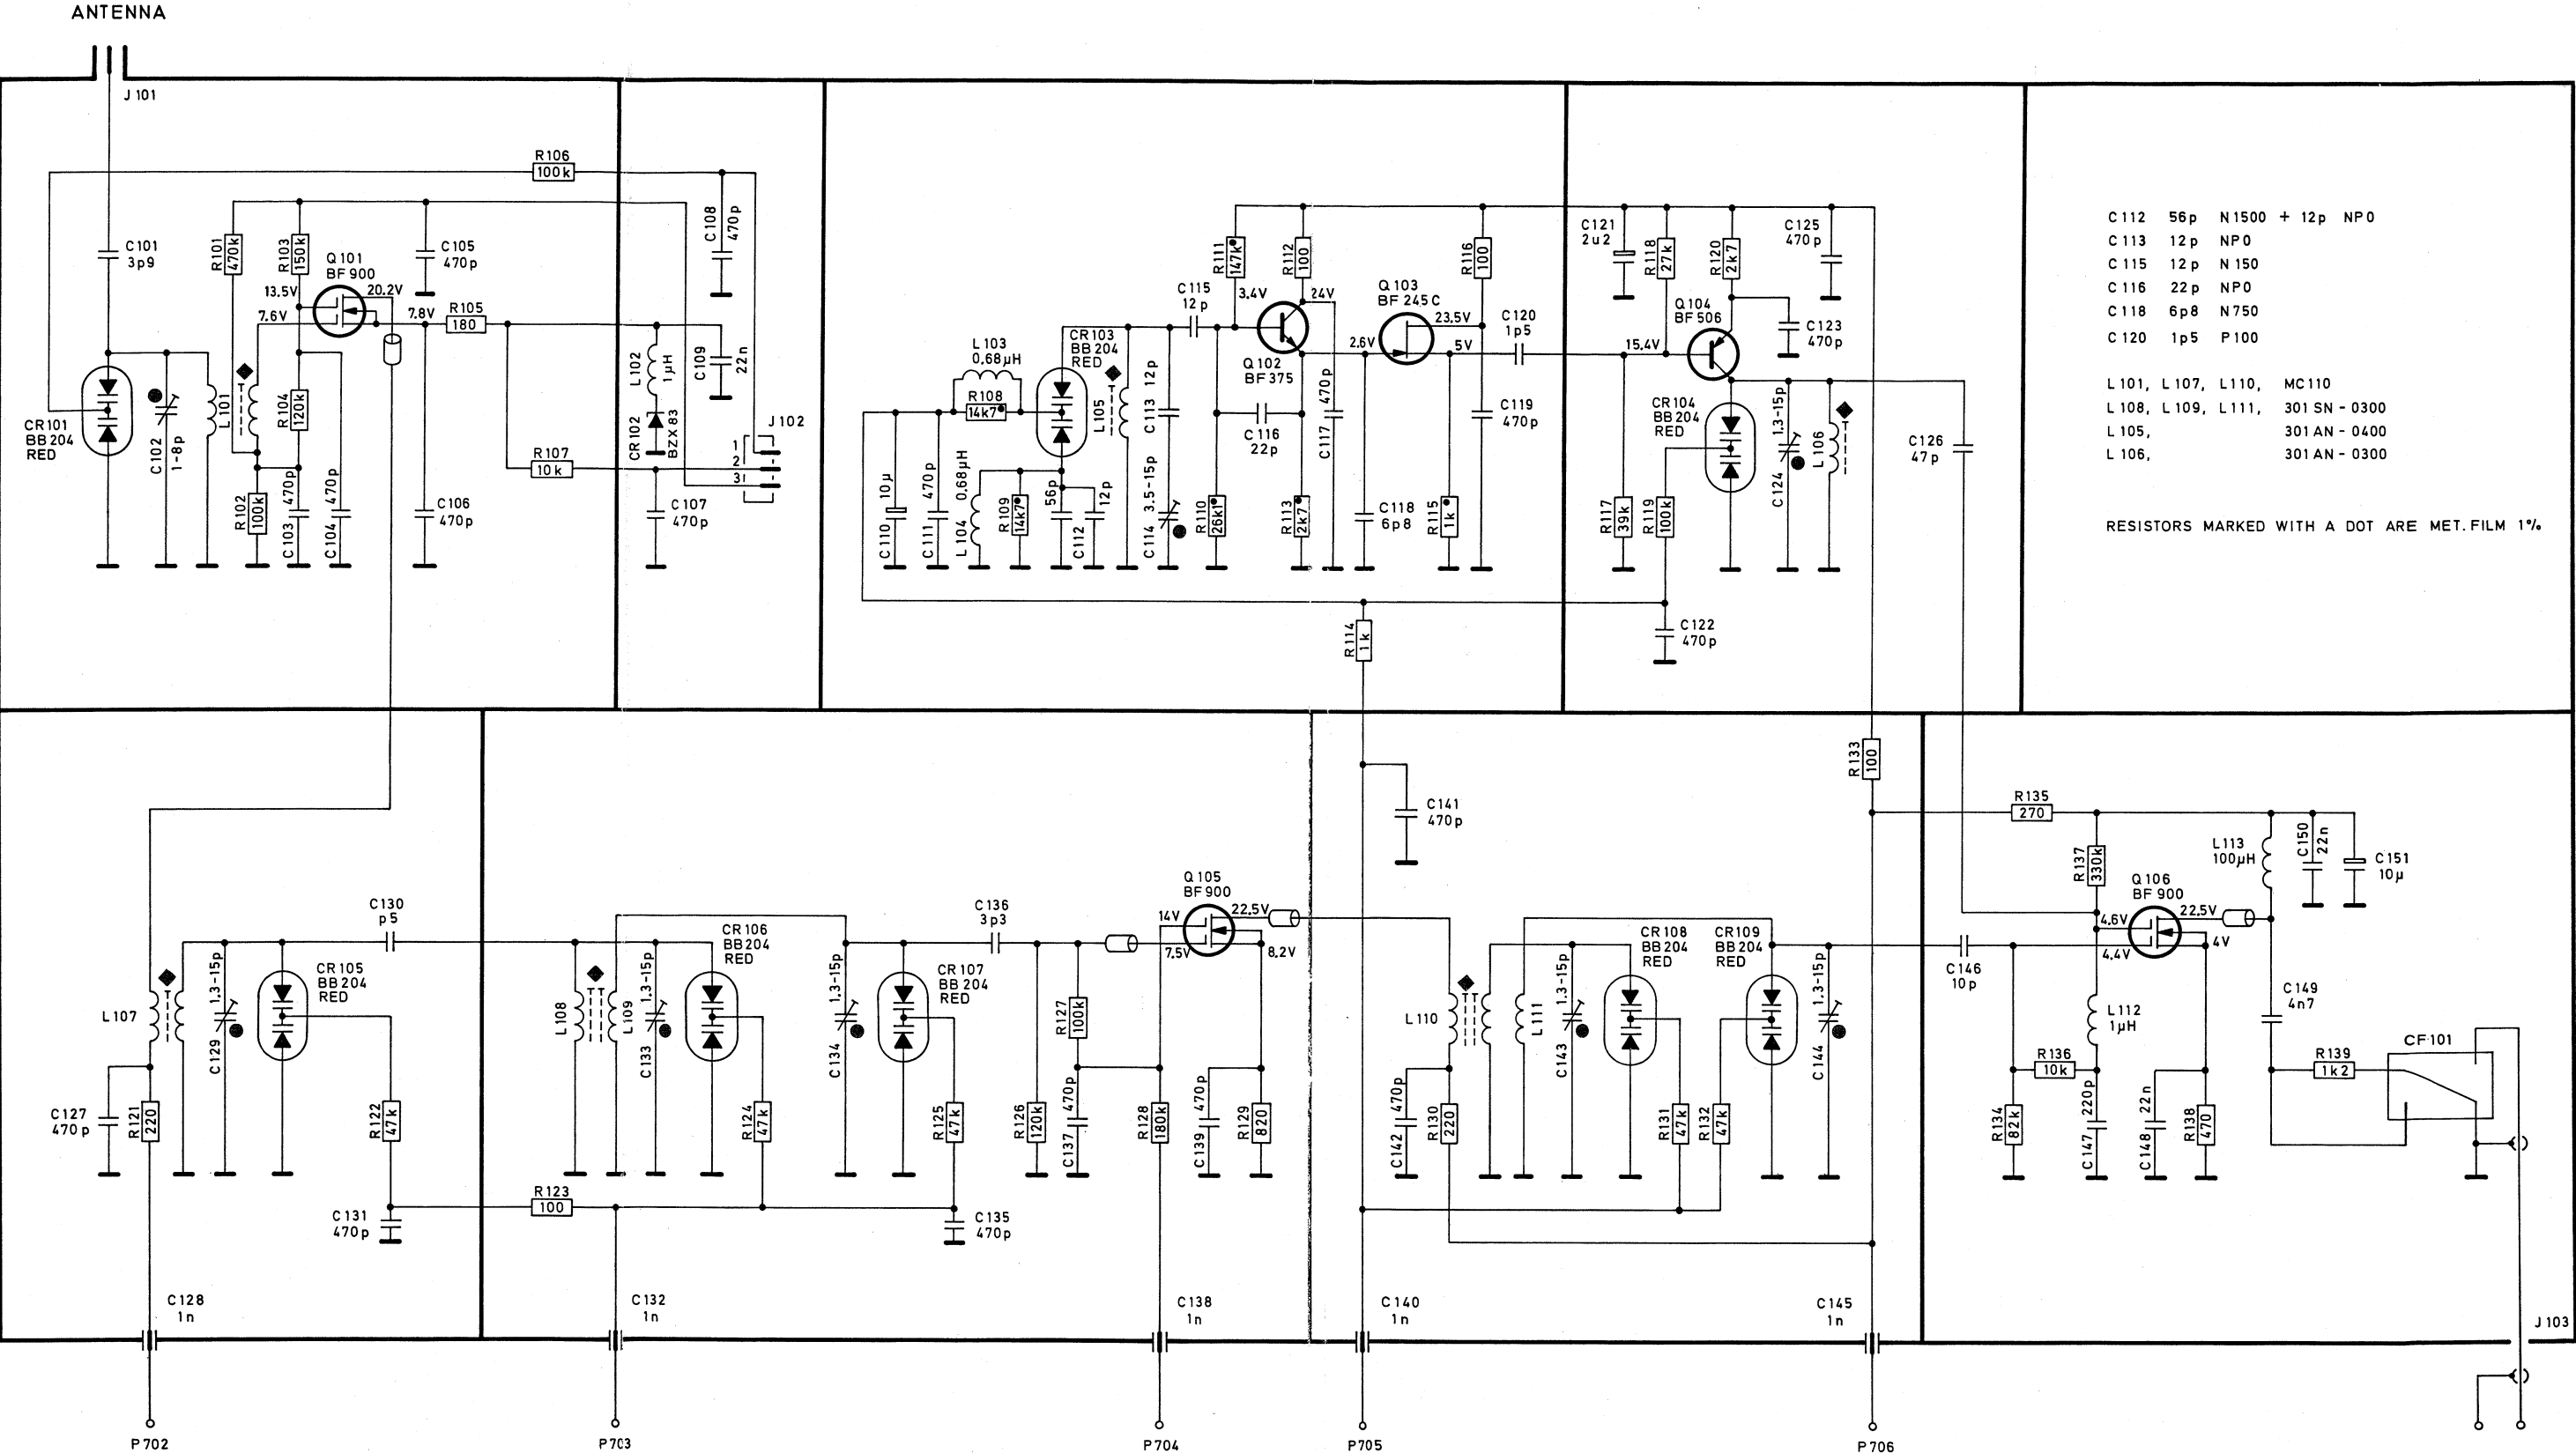 ANTENNA
J 101
R106
100k
C101
3p9
R101
470k
R103
150k
Q101
BF 900
C105
470p
C108
470p
13.5V
20.2V
7.6V
7.8V
R105
180
L102
1µH
C109
22n
CR101
BB 204
RED
C102
1-8p
L101
R104
120k
R107
10k
CR102
BZX 83
J 102
1
2
3
R102
100k
C103
470p
C104
470p
C106
470p
C107
470p
R111
147k
R112
100
C115
12p
3.4V
24V
Q103
BF 245C
R116
100
23.5V
C120
1p5
Q102
BF 375
2.6V
5V
L103
0.68µH
R108
14k7
CR103
BB 204
RED
L105
C113 12p
C116
22p
C117
470p
C119
470p
C110
10µ
C111
470p
L104
0.68µH
R109
14k7
56p
C112
12p
C114 3.5-15p
R110
26k1
R113
2k7
C118
6p8
R115
1k
R114
1k
C121
2u2
R118
27k
R120
2k7
C125
470p
Q104
BF 506
15.4V
C123
470p
CR104
BB 204
RED
1.3-15p
C124
L106
C126
47p
R117
39k
R119
100k
C122
470p
C112 56p N1500 + 12p NP0
C113 12p NP0
C115 12p N150
C116 22p NP0
C118 6p8 N750
C120 1p5 P100
L101, L107, L110, MC110
L108, L109, L111, 301 SN - 0300
L105, 301 AN - 0400
L106, 301 AN - 0300
RESISTORS MARKED WITH A DOT ARE MET. FILM 1%
C130
p5
1.3-15p
C129
CR105
BB 204
RED
L107
C127
470p
R121
220
R122
47k
C131
470p
R123
100
L108
L109
1.3-15p
C133
CR106
BB 204
RED
R124
47k
1.3-15p
C134
CR107
BB 204
RED
R125
47k
C135
470p
C136
3p3
R127
100k
R126
120k
C137
470p
Q105
BF 900
14V
22.5V
7.5V
8.2V
R128
180k
C139
470p
R129
820
C141
470p
L110
L111
1.3-15p
C143
CR108
BB 204
RED
CR109
BB 204
RED
1.3-15p
C144
C142
470p
R130
220
R131
47k
R132
47k
R133
100
R135
270
R137
330k
L113
100µH
C150
22n
C151
10µ
Q106
BF 900
4.6V
22.5V
4.4V
4V
C146
10p
L112
1µH
C149
4n7
R136
10k
R134
82k
C147
220p
C148
22n
R138
470
R139
1k2
CF 101
C128
1n
C132
1n
C138
1n
C140
1n
C145
1n
J 103
P702
P703
P704
P705
P706